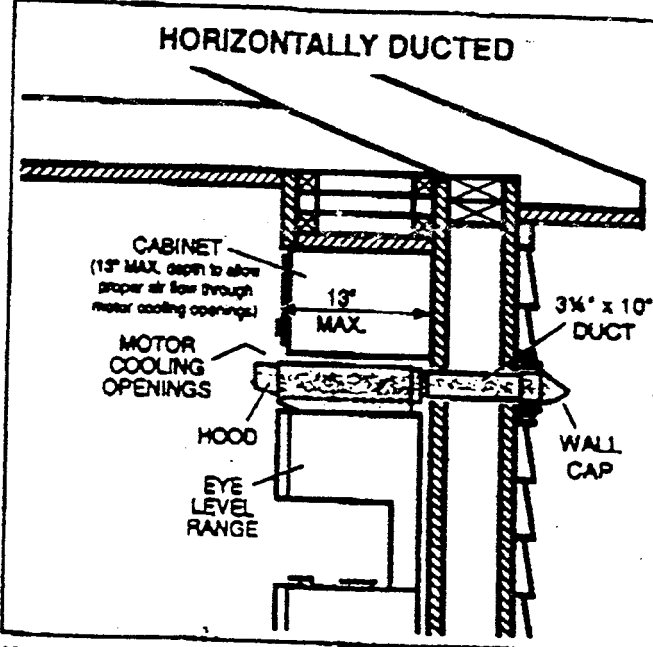 HORIZONTALLY DUCTED
CABINET
(13" MAX. depth to allow
proper air flow through
motor cooling openings.)
13"
MAX.
3¼" x 10"
DUCT
MOTOR
COOLING
OPENINGS
HOOD
WALL
CAP
EYE
LEVEL
RANGE